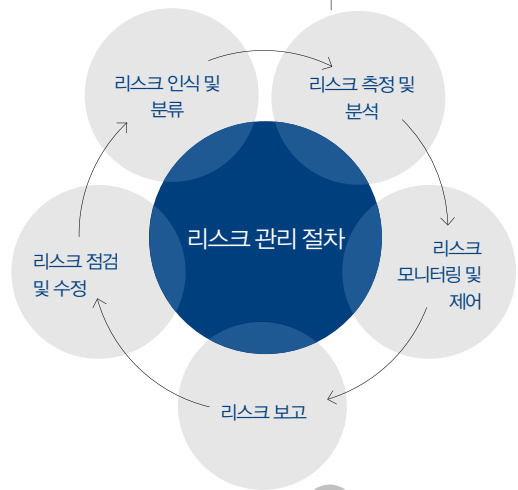 리스크 인식 및
분류
리스크 측정 및
분석
리스크 관리 절차
리스크
모니터링 및
제어
리스크 점검
및 수정
리스크 보고